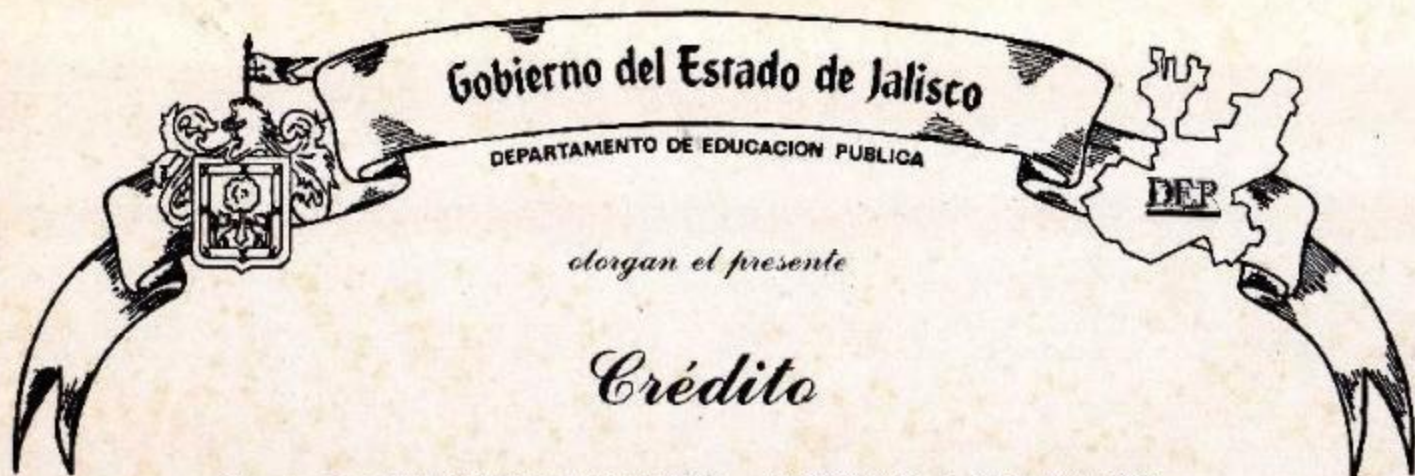 Gobierno del Estado de Jalisco
DEPARTAMENTO DE EDUCACION PUBLICA
DEP
otorgan el presente
Crédito